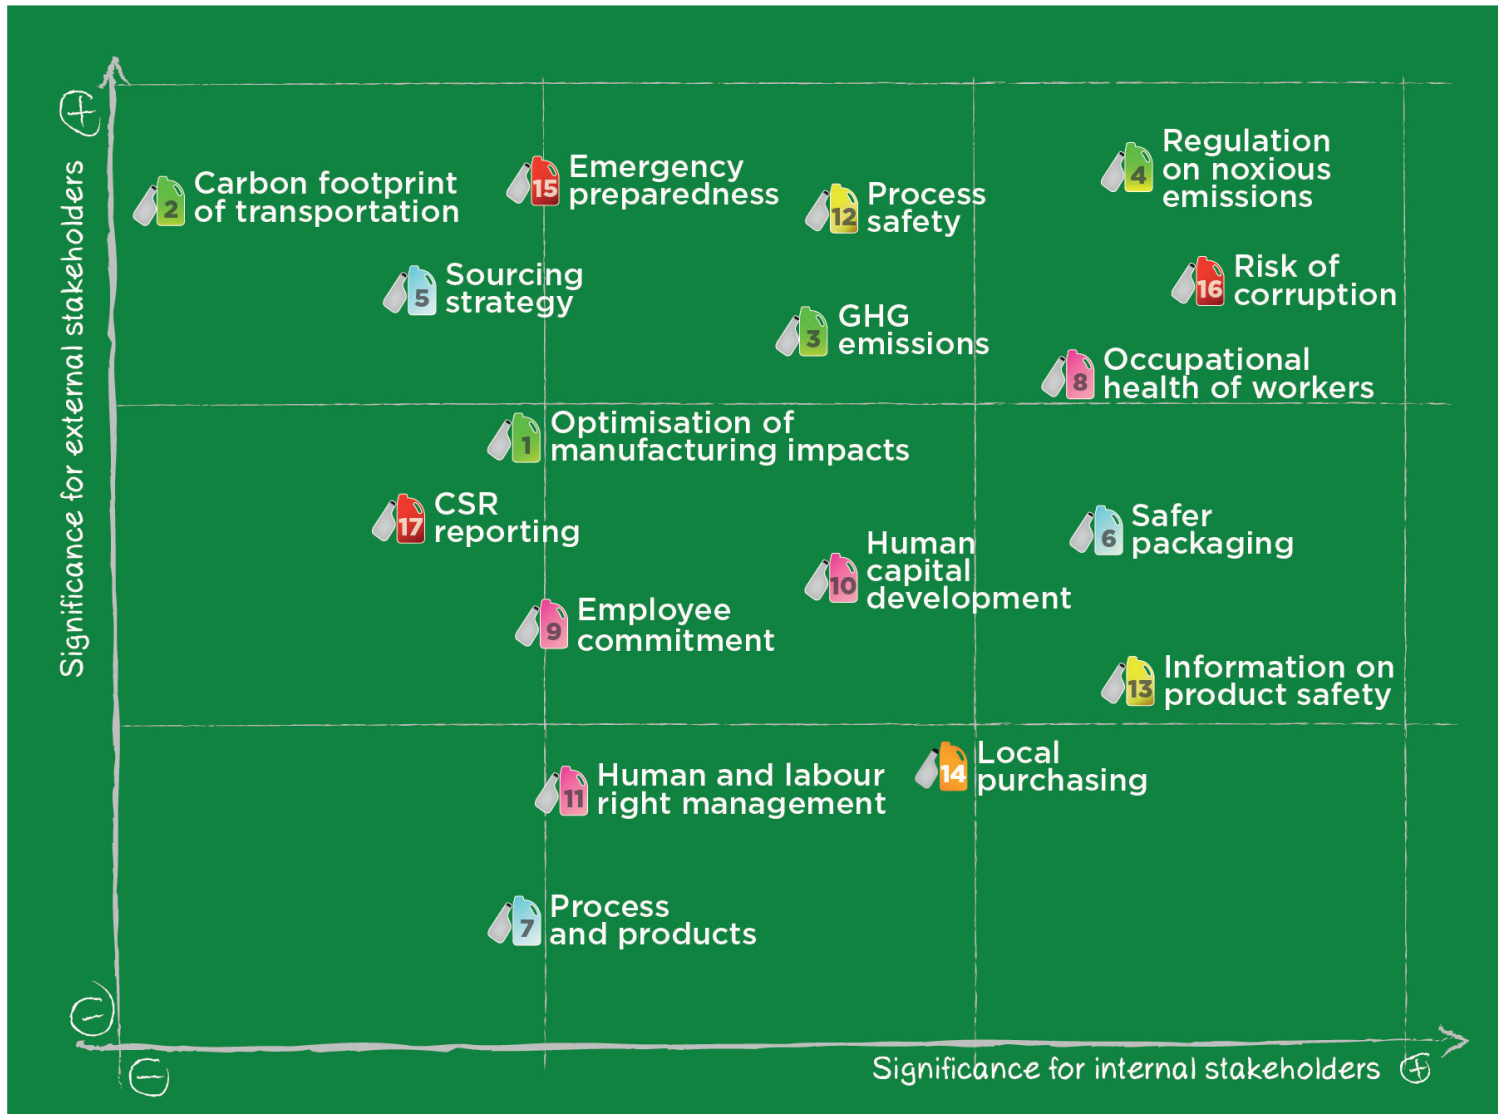 +
Significance for external stakeholders
2
Carbon footprint
of transportation
15
Emergency
preparedness
12
Process
safety
4
Regulation
on noxious
emissions
5
Sourcing
strategy
16
Risk of
corruption
3
GHG
emissions
8
Occupational
health of workers
1
Optimisation of
manufacturing impacts
17
CSR
reporting
6
Safer
packaging
10
Human
capital
development
9
Employee
commitment
13
Information on
product safety
14
Local
purchasing
11
Human and labour
right management
7
Process
and products
-
-
Significance for internal stakeholders +